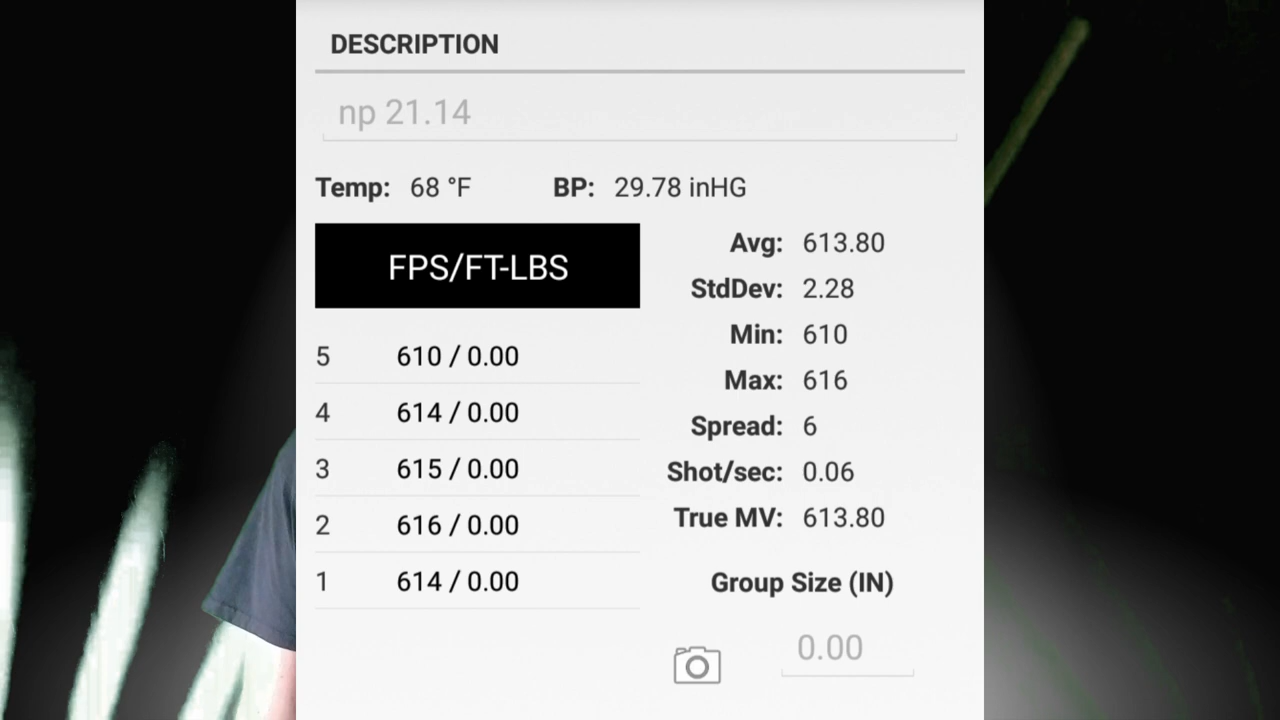 DESCRIPTION
np 21.14
Temp: 68 °F BP: 29.78 inHG
FPS/FT-LBS
5 610 / 0.00
4 614 / 0.00
3 615 / 0.00
2 616 / 0.00
1 614 / 0.00
Avg: 613.80
StdDev: 2.28
Min: 610
Max: 616
Spread: 6
Shot/sec: 0.06
True MV: 613.80
Group Size (IN)
0.00